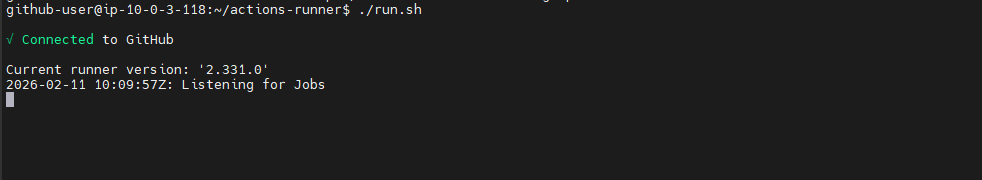 github-user@ip-10-0-3-118:~/actions-runner$ ./run.sh
√ Connected to GitHub
Current runner version: '2.331.0'
2026-02-11 10:09:57Z: Listening for Jobs